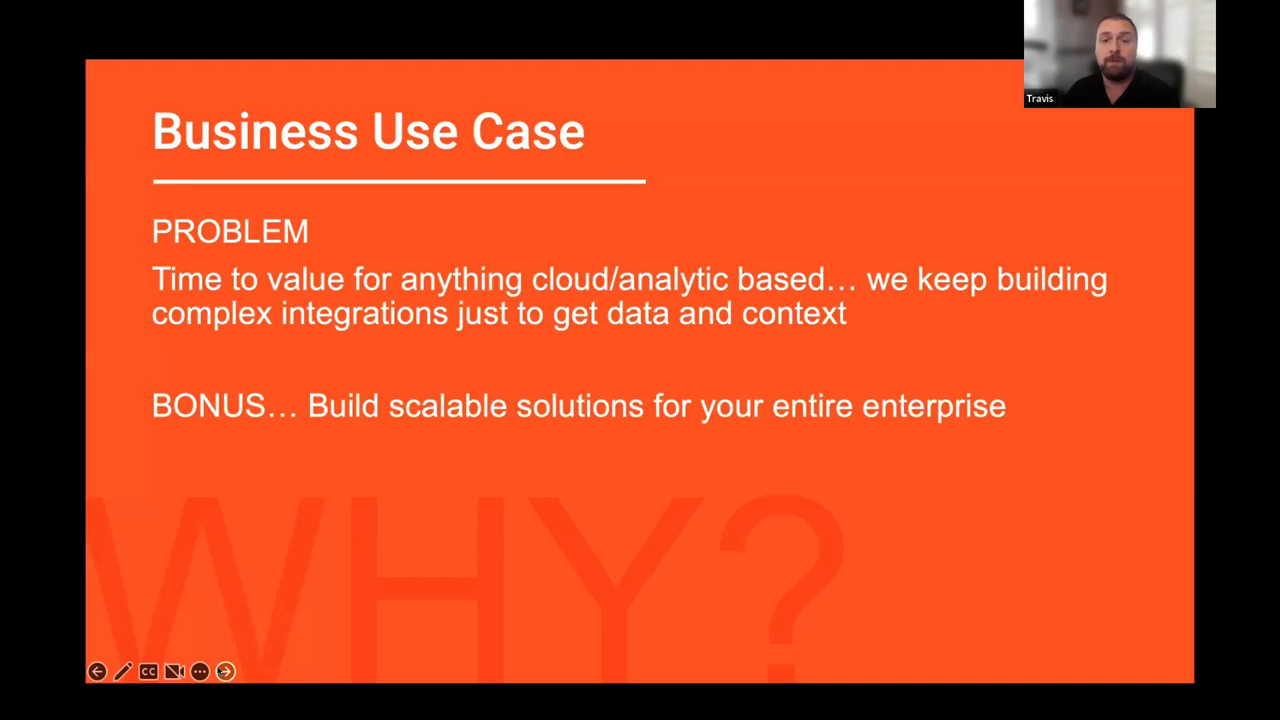 Travis
Business Use Case
PROBLEM
Time to value for anything cloud/analytic based… we keep building
complex integrations just to get data and context
BONUS… Build scalable solutions for your entire enterprise
WHY?
CC